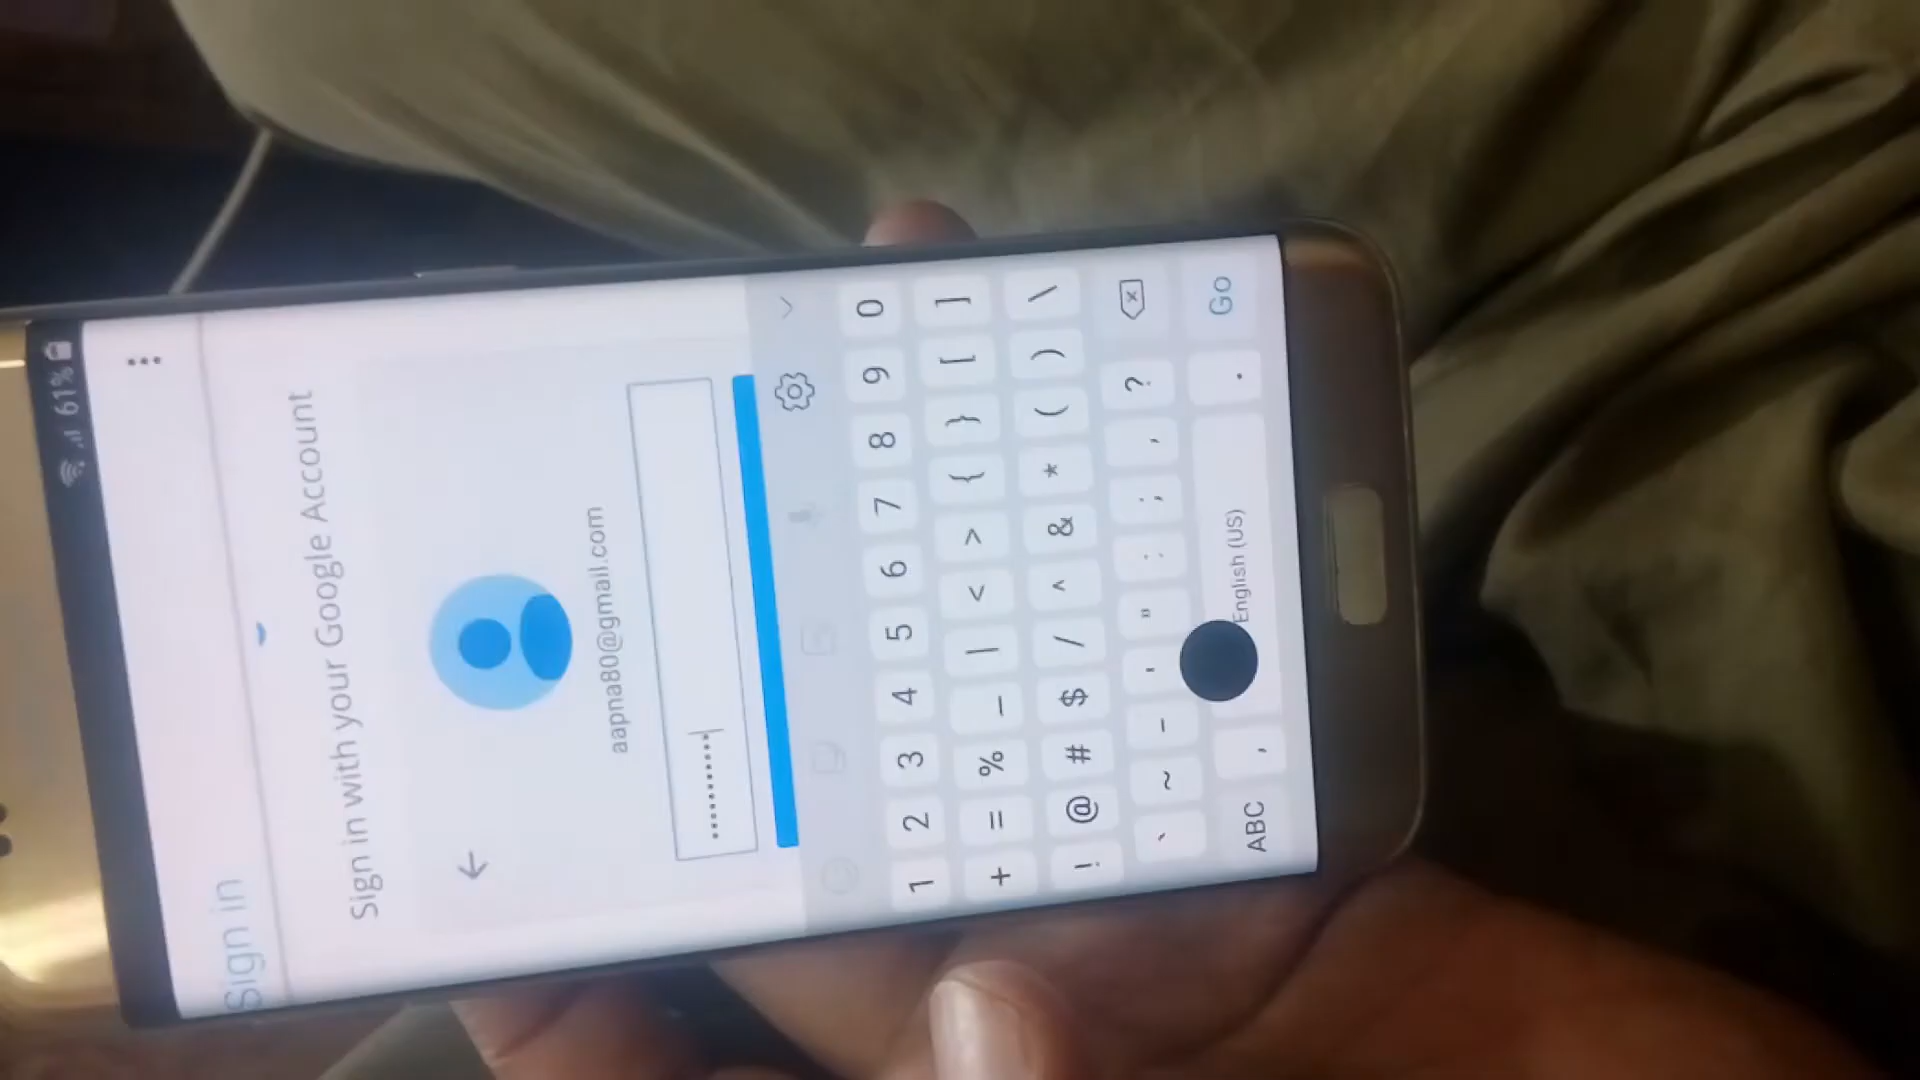 61%
Sign in
Sign in with your Google Account
aapna80@gmail.com
••••••••••
1 2 3 4 5 6 7 8 9 0
+ = % _ | < > { } [ ]
! @ # $ / ^ & * ( ) \
` ~ - ' " : ; , ?
ABC , English (US) . Go